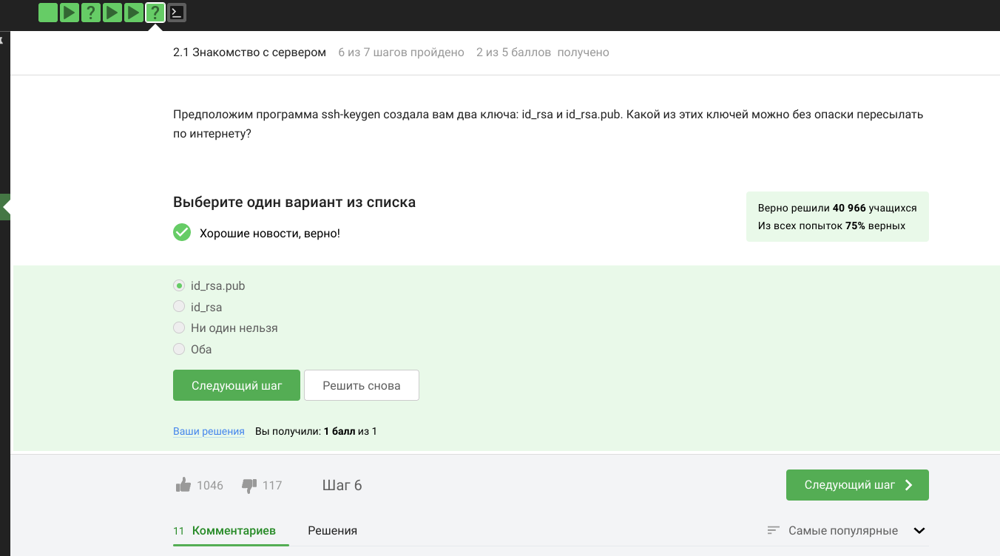 2.1 Знакомство с сервером 6 из 7 шагов пройдено 2 из 5 баллов получено
Предположим программа ssh-keygen создала вам два ключа: id_rsa и id_rsa.pub. Какой из этих ключей можно без опаски пересылать
по интернету?
Выберите один вариант из списка
Хорошие новости, верно!
Верно решили 40 966 учащихся
Из всех попыток 75% верных
id_rsa.pub
id_rsa
Ни один нельзя
Оба
Следующий шаг Решить снова
Ваши решения Вы получили: 1 балл из 1
1046 117 Шаг 6 Следующий шаг
11 Комментариев Решения Самые популярные